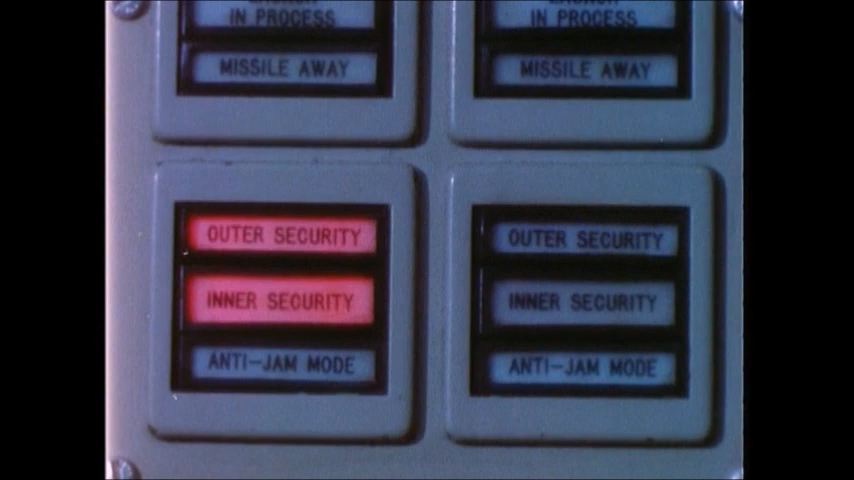 IN PROCESS
IN PROCESS
MISSILE AWAY
MISSILE AWAY
OUTER SECURITY
OUTER SECURITY
INNER SECURITY
INNER SECURITY
ANTI-JAM MODE
ANTI-JAM MODE